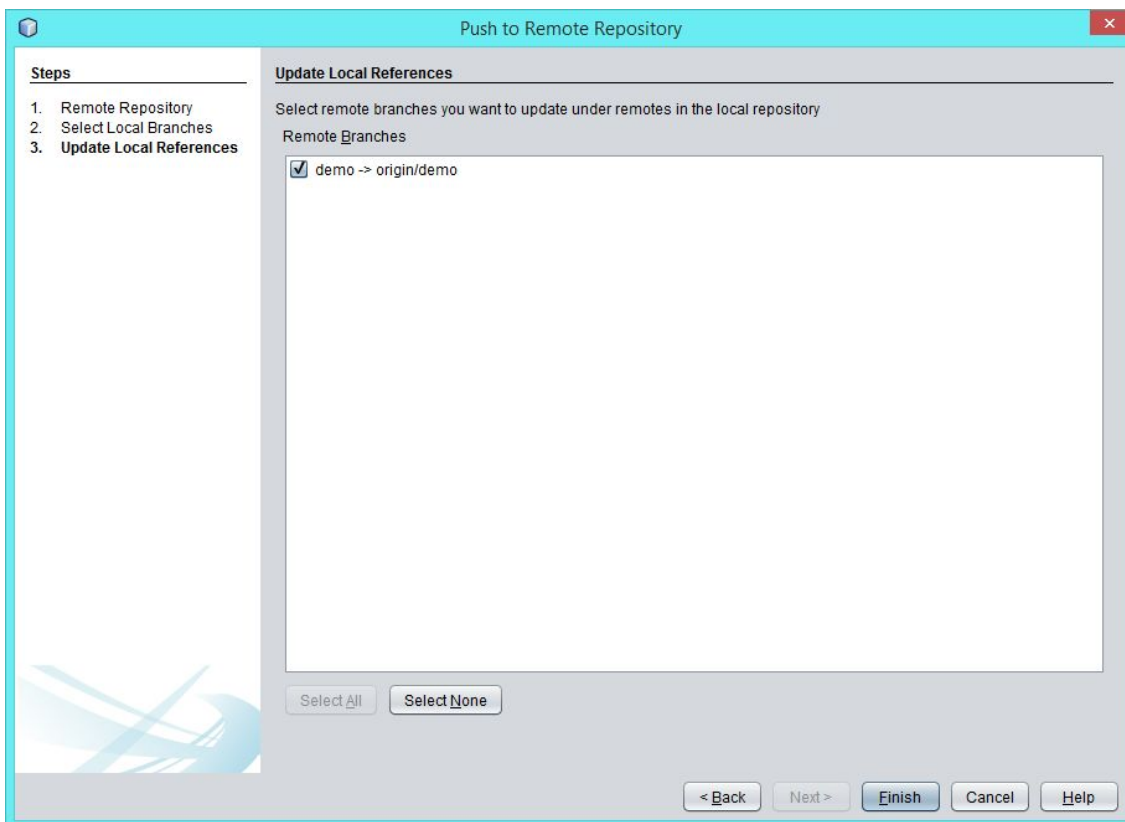 Push to Remote Repository
Steps
1. Remote Repository
2. Select Local Branches
3. Update Local References
Update Local References
Select remote branches you want to update under remotes in the local repository
Remote Branches
demo -> origin/demo
Select All
Select None
< Back
Next >
Finish
Cancel
Help